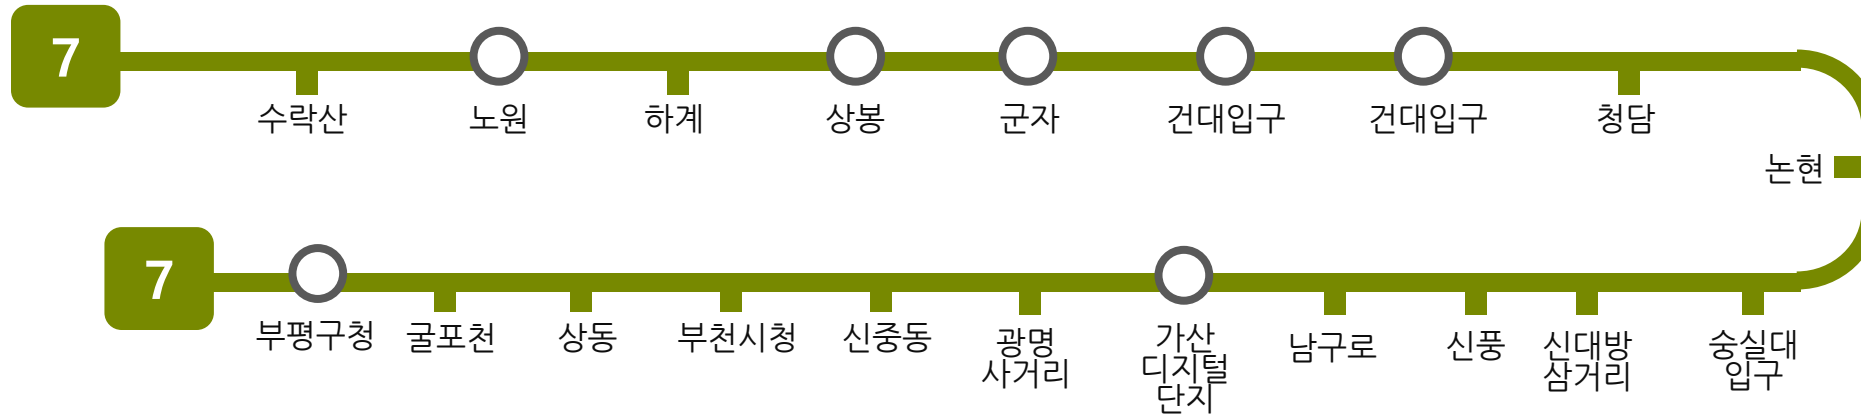 7
수락산
노원
하계
상봉
군자
건대입구
건대입구
청담
논현
7
부평구청
굴포천
상동
부천시청
신중동
광명
사거리
가산
디지털
단지
남구로
신풍
신대방
삼거리
숭실대
입구